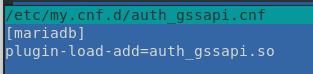 /etc/my.cnf.d/auth_gssapi.cnf
[mariadb]
plugin-load-add=auth_gssapi.so